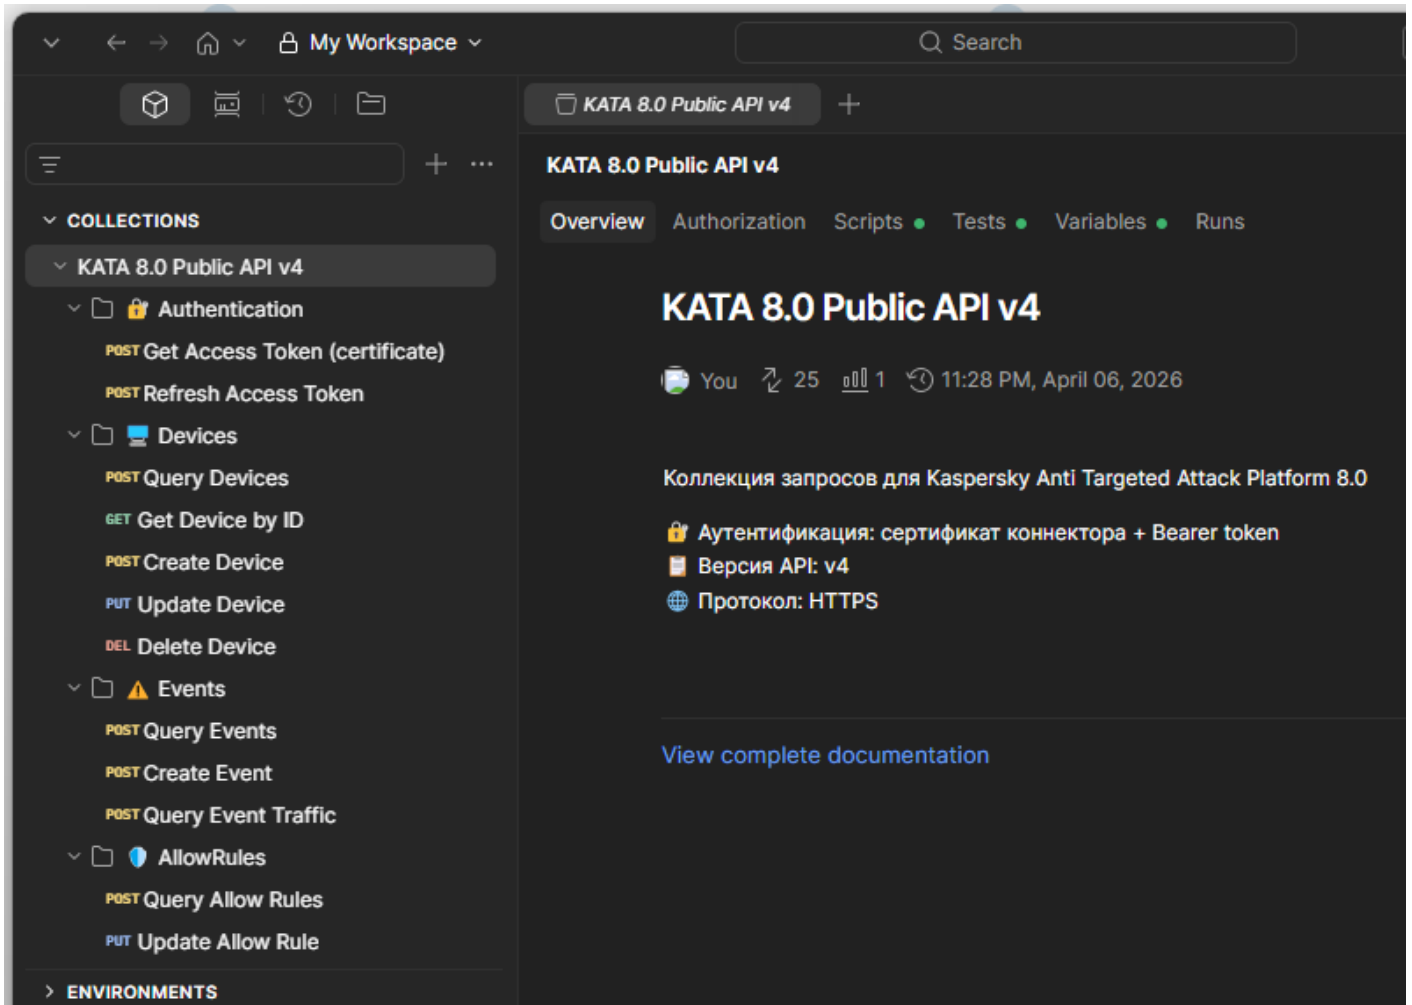 My Workspace
Search
KATA 8.0 Public API v4
KATA 8.0 Public API v4
COLLECTIONS
Overview Authorization Scripts Tests Variables Runs
KATA 8.0 Public API v4
Authentication
KATA 8.0 Public API v4
POST Get Access Token (certificate)
You 25 1 11:28 PM, April 06, 2026
POST Refresh Access Token
Devices
POST Query Devices
Коллекция запросов для Kaspersky Anti Targeted Attack Platform 8.0
GET Get Device by ID
Аутентификация: сертификат коннектора + Bearer token
POST Create Device
Версия API: v4
PUT Update Device
Протокол: HTTPS
DEL Delete Device
Events
POST Query Events
View complete documentation
POST Create Event
POST Query Event Traffic
AllowRules
POST Query Allow Rules
PUT Update Allow Rule
ENVIRONMENTS